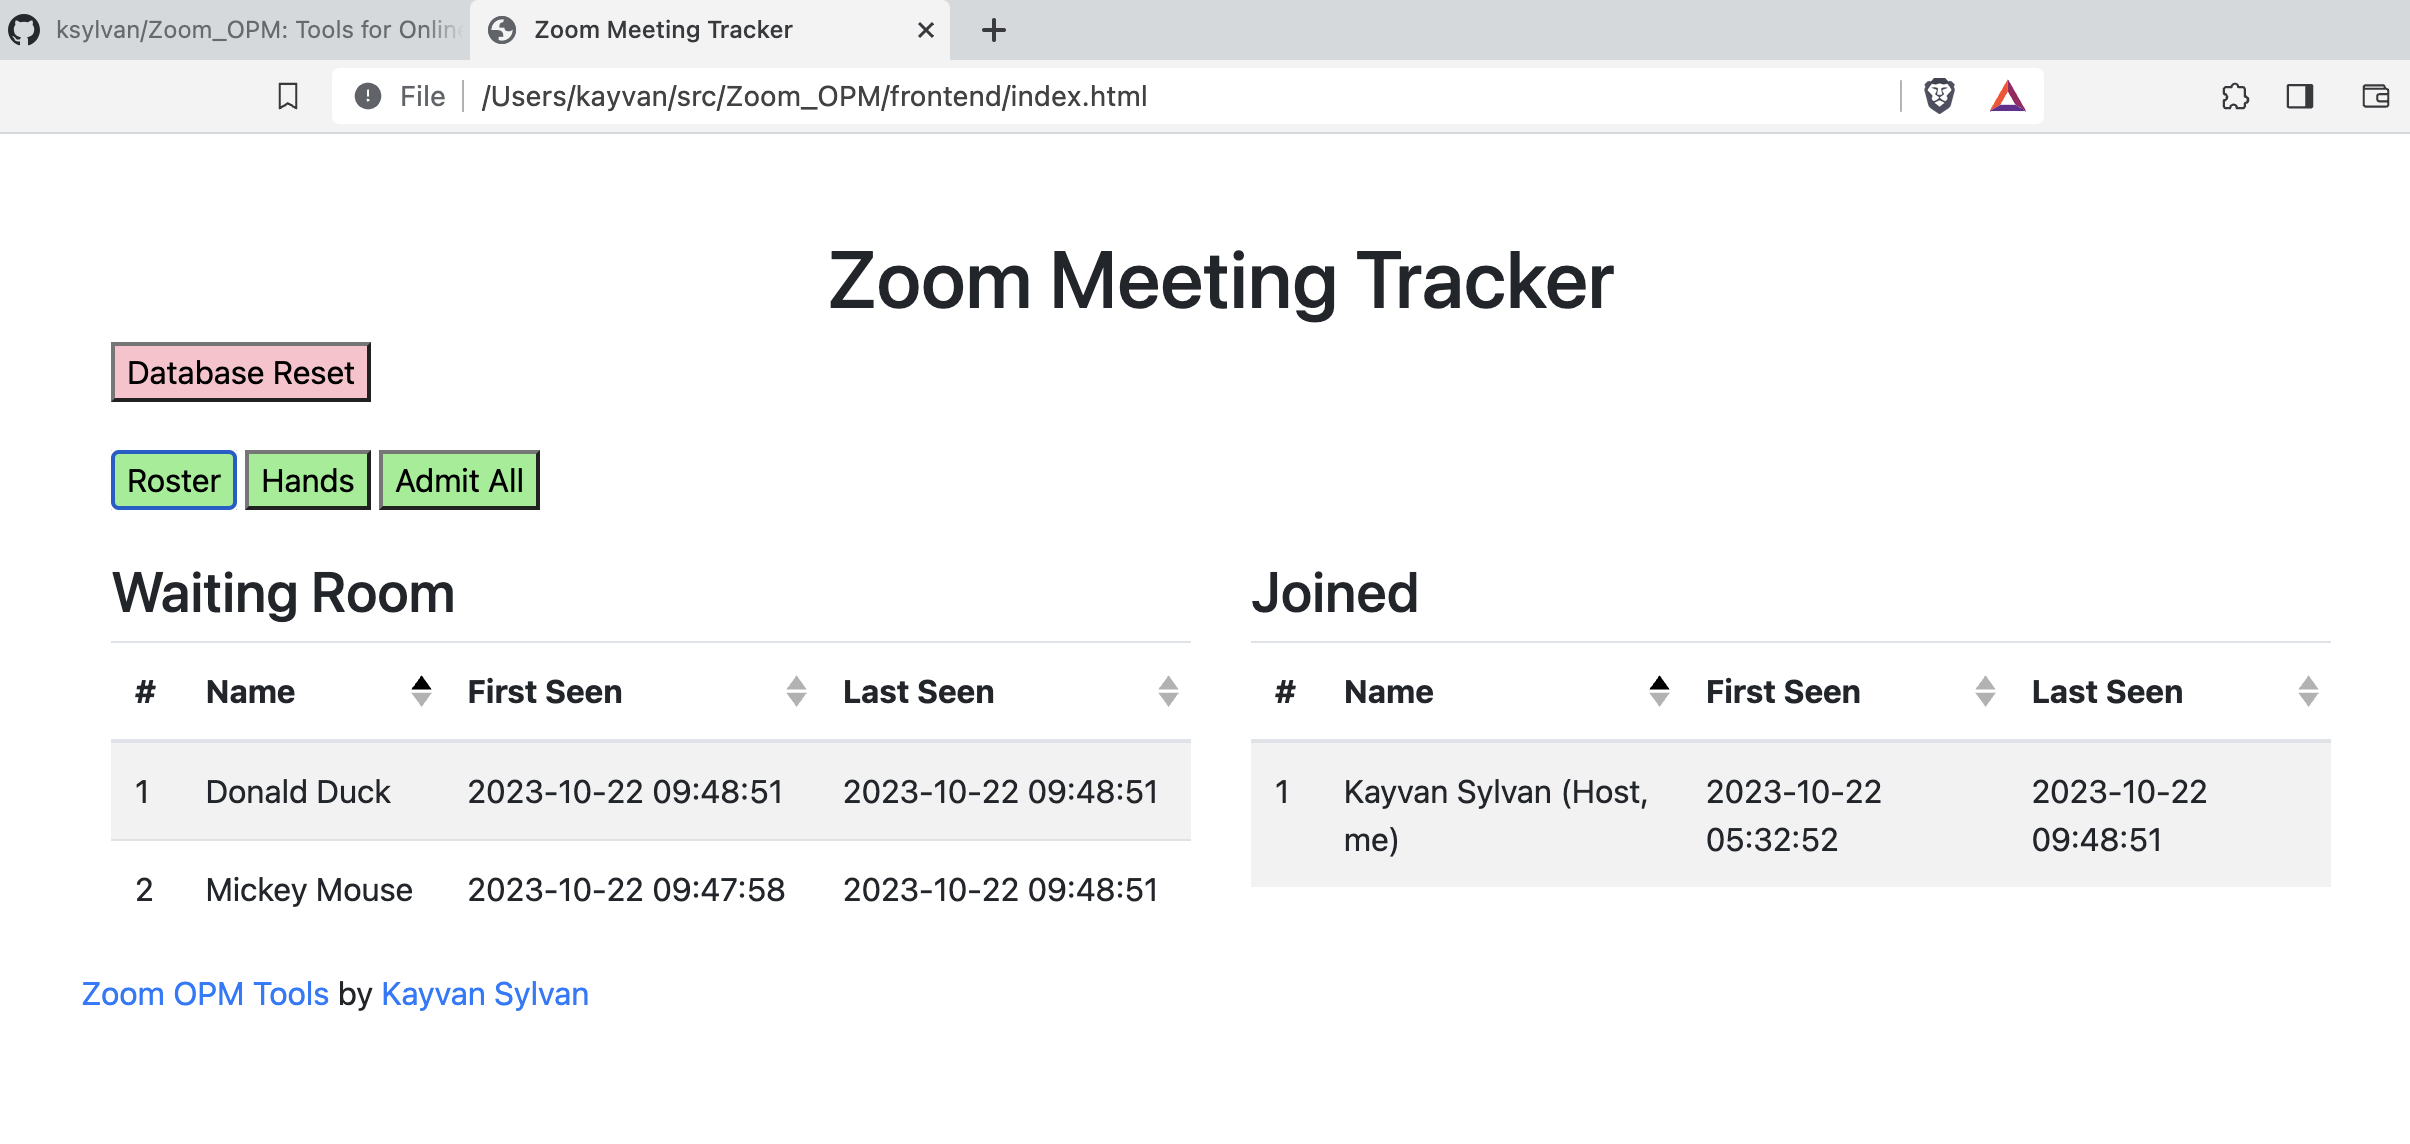 ksylvan/Zoom_OPM: Tools for Onlin
Zoom Meeting Tracker
File
/Users/kayvan/src/Zoom_OPM/frontend/index.html
Zoom Meeting Tracker
Database Reset
Roster Hands Admit All
Waiting Room
# Name First Seen Last Seen
1 Donald Duck 2023-10-22 09:48:51 2023-10-22 09:48:51
2 Mickey Mouse 2023-10-22 09:47:58 2023-10-22 09:48:51
Joined
# Name First Seen Last Seen
1 Kayvan Sylvan (Host, 2023-10-22 2023-10-22
me) 05:32:52 09:48:51
Zoom OPM Tools by Kayvan Sylvan